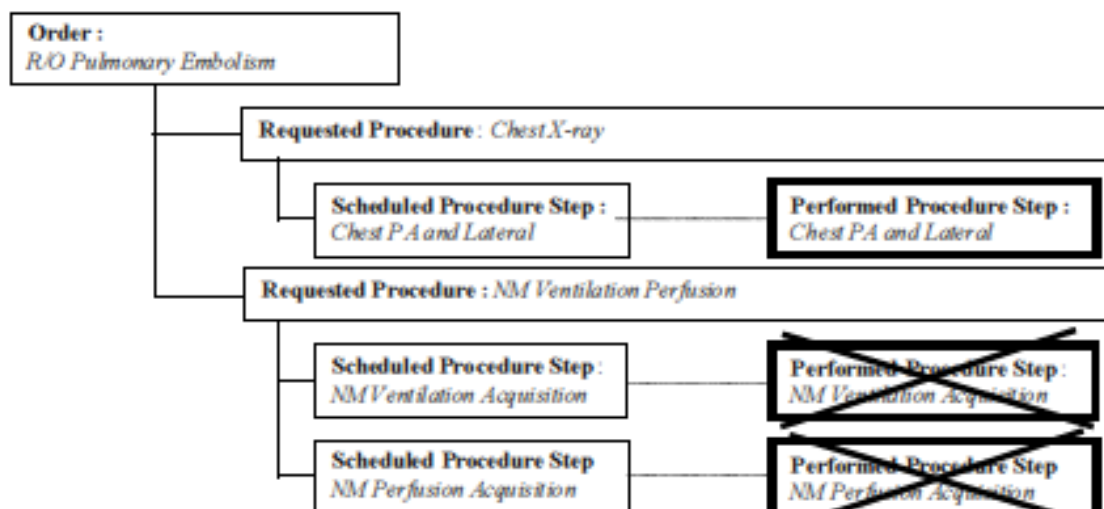 Order :
R/O Pulmonary Embolism
Requested Procedure : Chest X-ray
Scheduled Procedure Step :
Chest PA and Lateral
Performed Procedure Step :
Chest PA and Lateral
Requested Procedure : NM Ventilation Perfusion
Scheduled Procedure Step :
NM Ventilation Acquisition
Performed Procedure Step :
NM Ventilation Acquisition
Scheduled Procedure Step
NM Perfusion Acquisition
Performed Procedure Step
NM Perfusion Acquisition